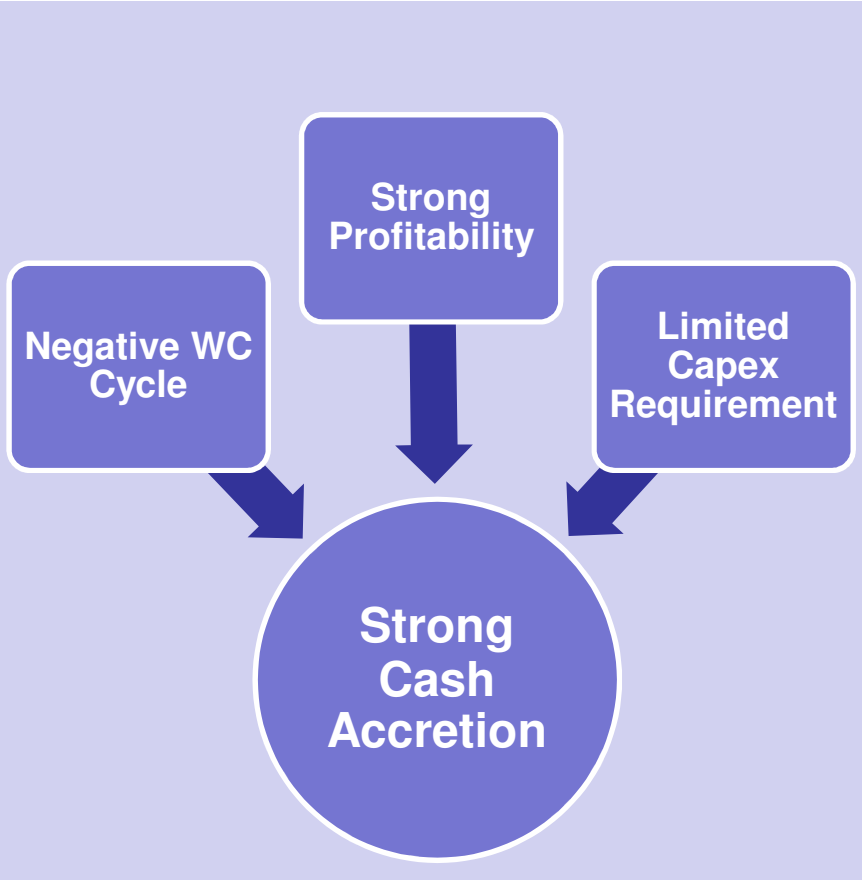 Strong
Profitability
Negative WC
Cycle
Limited
Capex
Requirement
Strong
Cash
Accretion